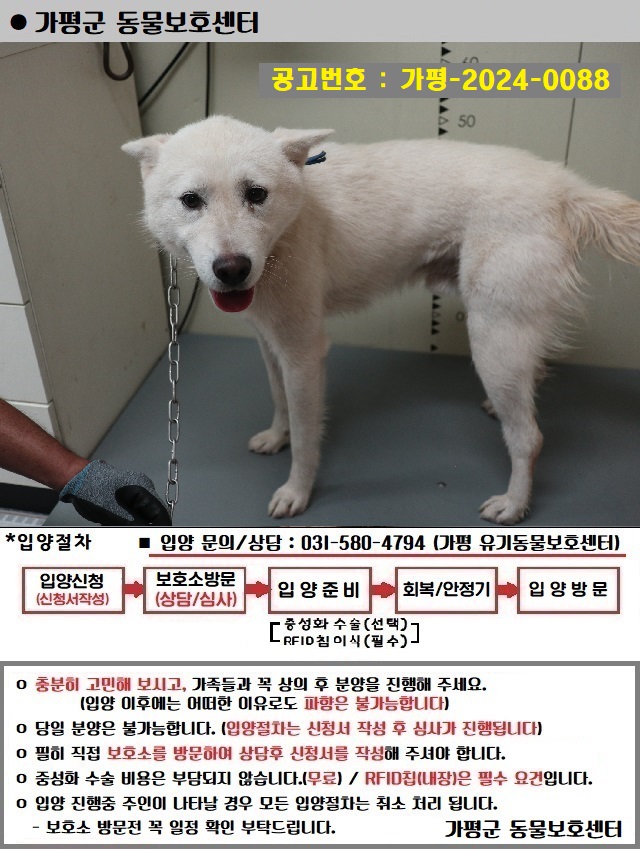 ● 가평군 동물보호센터
공고번호 : 가평-2024-0088
50
0
*입양절차 ■ 입양 문의/상담 : 031-580-4794 (가평 유기동물보호센터)
입양신청 보호소방문 입양준비 회복/안정기 입양방문
(신청서작성) (상담/심사)
[중성화 수술(선택)
RFID칩이식(필수)]
o 충분히 고민해 보시고, 가족들과 꼭 상의 후 분양을 진행해 주세요.
(입양 이후에는 어떠한 이유로도 파양은 불가능합니다)
o 당일 분양은 불가능합니다. (입양절차는 신청서 작성 후 심사가 진행됩니다)
o 필히 직접 보호소를 방문하여 상담후 신청서를 작성해 주셔야 합니다.
o 중성화 수술 비용은 부담되지 않습니다.(무료) / RFID칩(내장)은 필수 요건입니다.
o 입양 진행중 주인이 나타날 경우 모든 입양절차는 취소 처리 됩니다.
- 보호소 방문전 꼭 일정 확인 부탁드립니다.
가평군 동물보호센터